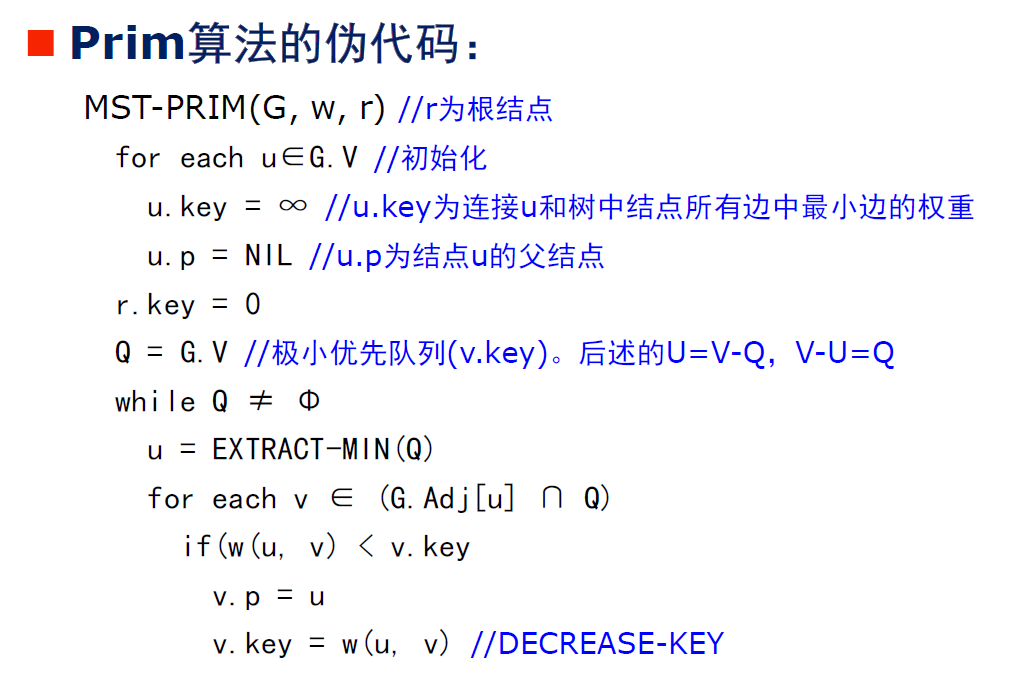 Prim算法的伪代码：
MST-PRIM(G, w, r) //r为根结点
for each u∈G.V //初始化
u.key = ∞ //u.key为连接u和树中结点所有边中最小边的权重
u.p = NIL //u.p为结点u的父结点
r.key = 0
Q = G.V //极小优先队列(v.key)。后述的U=V-Q，V-U=Q
while Q ≠ Φ
u = EXTRACT-MIN(Q)
for each v ∈ (G.Adj[u] ∩ Q)
if(w(u, v) < v.key
v.p = u
v.key = w(u, v) //DECREASE-KEY